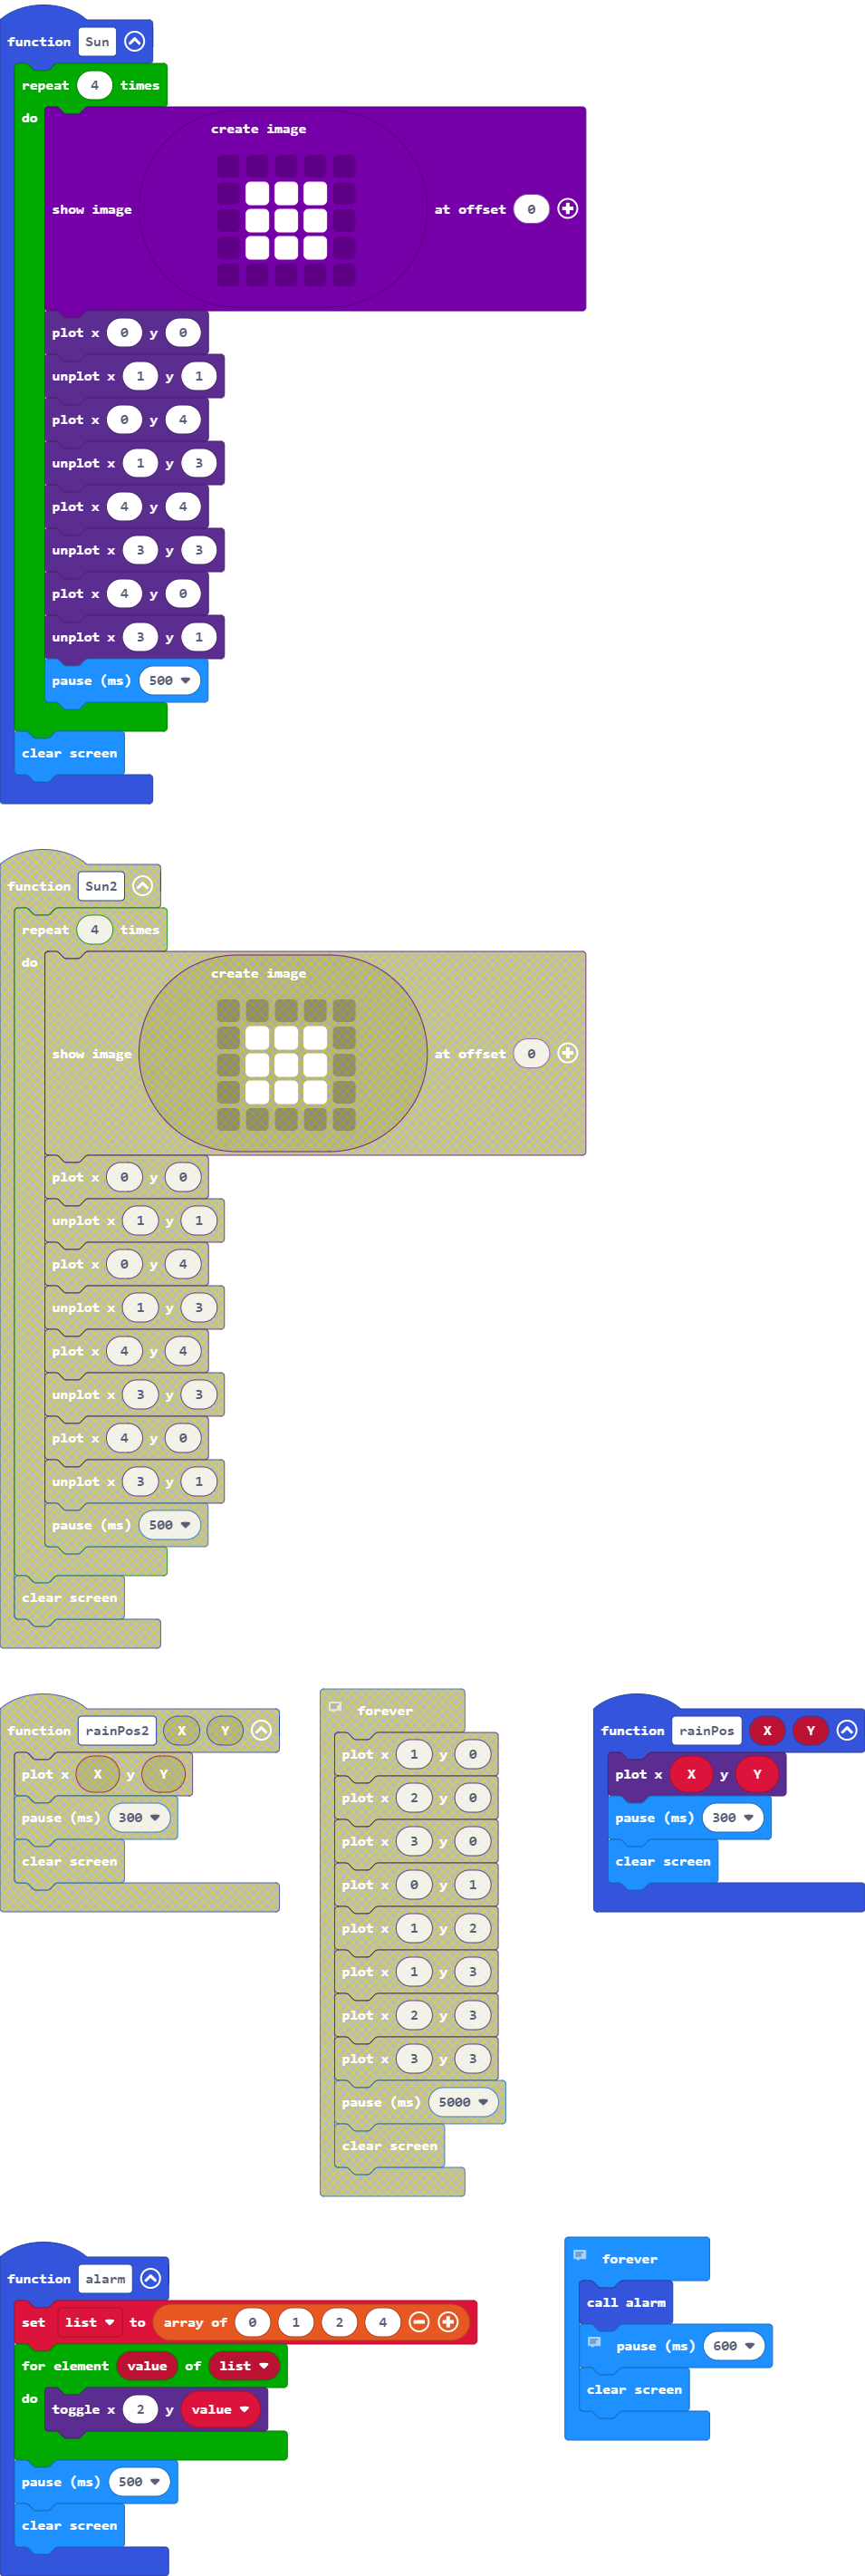 function Sun
repeat 4 times
do
create image
show image at offset 0
plot x 0 y 0
unplot x 1 y 1
plot x 0 y 4
unplot x 1 y 3
plot x 4 y 4
unplot x 3 y 3
plot x 4 y 0
unplot x 3 y 1
pause (ms) 500
clear screen
function Sun2
repeat 4 times
do
create image
show image at offset 0
plot x 0 y 0
unplot x 1 y 1
plot x 0 y 4
unplot x 1 y 3
plot x 4 y 4
unplot x 3 y 3
plot x 4 y 0
unplot x 3 y 1
pause (ms) 500
clear screen
function rainPos2 X Y
plot x X y Y
pause (ms) 300
clear screen
forever
plot x 1 y 0
plot x 2 y 0
plot x 3 y 0
plot x 0 y 1
plot x 1 y 2
plot x 1 y 3
plot x 2 y 3
plot x 3 y 3
pause (ms) 5000
clear screen
function rainPos X Y
plot x X y Y
pause (ms) 300
clear screen
function alarm
set list to array of 0 1 2 4
for element value of list
do
toggle x 2 y value
pause (ms) 500
clear screen
forever
call alarm
pause (ms) 600
clear screen